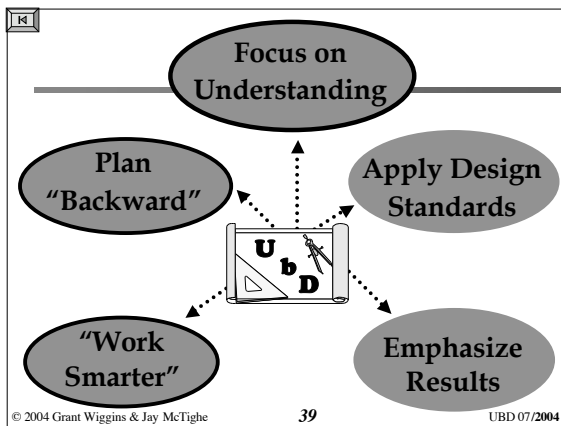 Focus on
Understanding
Plan
“Backward”
Apply Design
Standards
U
b
D
“Work
Smarter”
Emphasize
Results
© 2004 Grant Wiggins & Jay McTighe 39 UBD 07/2004